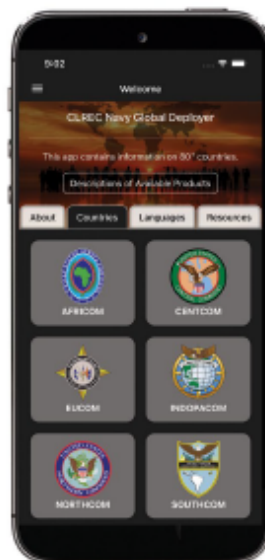 9:02
Welcome
CLREC Navy Global Deployer
This app contains information on 80+ countries.
Descriptions of Available Products
About Countries Languages Resources
AFRICOM CENTCOM
EUCOM INDOPACOM
NORTHCOM SOUTHCOM